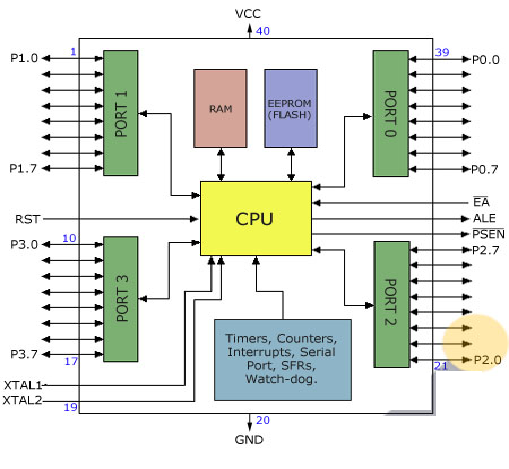 VCC
40
1
39
P1.0
P0.0
PORT 1
RAM
EEPROM
(FLASH)
PORT 0
P1.7
P0.7
CPU
EA
RST
ALE
PSEN
P3.0
10
P2.7
PORT 3
PORT 2
Timers, Counters,
Interrupts, Serial
Port, SFRs,
Watch-dog.
P3.7
17
P2.0
21
XTAL1
XTAL2
19
20
GND